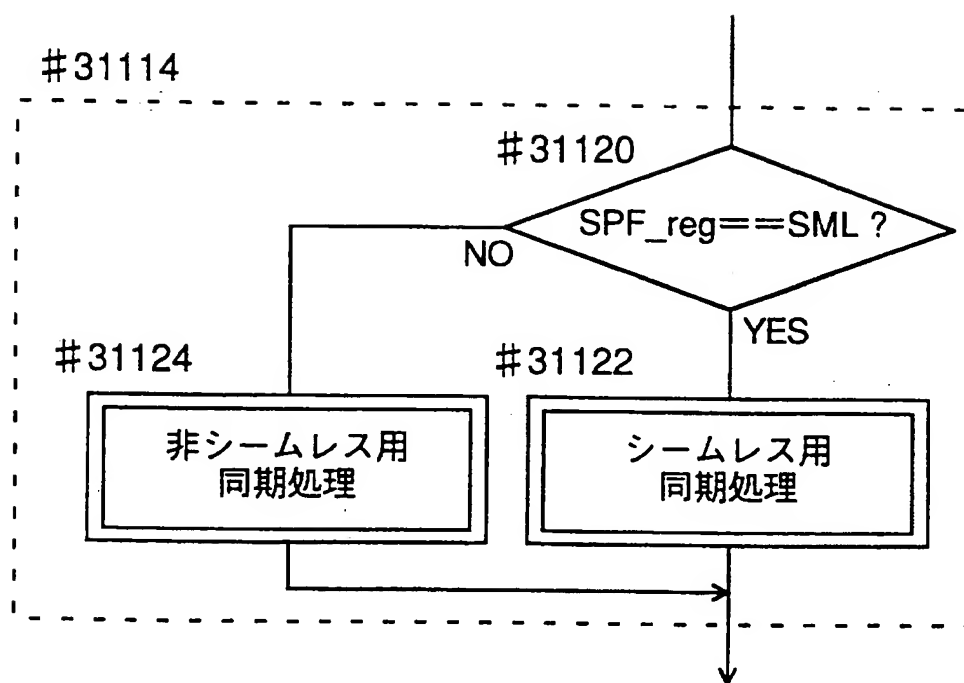 #31114
#31120
SPF_reg==SML ?
NO
YES
#31124
#31122
非シームレス用
同期処理
シームレス用
同期処理